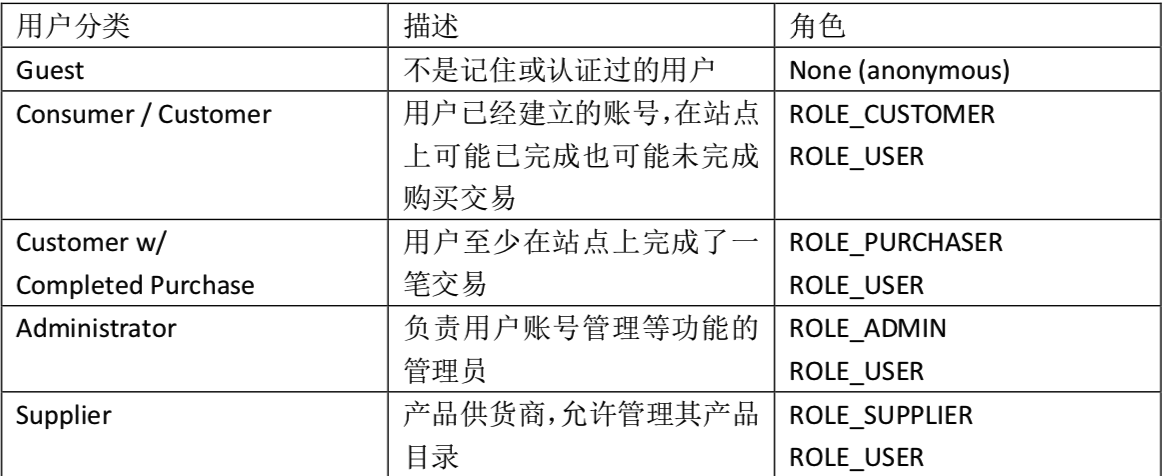 用户分类 描述 角色
Guest 不是记住或认证过的用户 None (anonymous)
Consumer / Customer 用户已经建立的账号,在站点 ROLE_CUSTOMER
上可能已完成也可能未完成 ROLE_USER
购买交易
Customer w/ 用户至少在站点上完成了一 ROLE_PURCHASER
Completed Purchase 笔交易 ROLE_USER
Administrator 负责用户账号管理等功能的 ROLE_ADMIN
管理员 ROLE_USER
Supplier 产品供货商,允许管理其产品 ROLE_SUPPLIER
目录 ROLE_USER